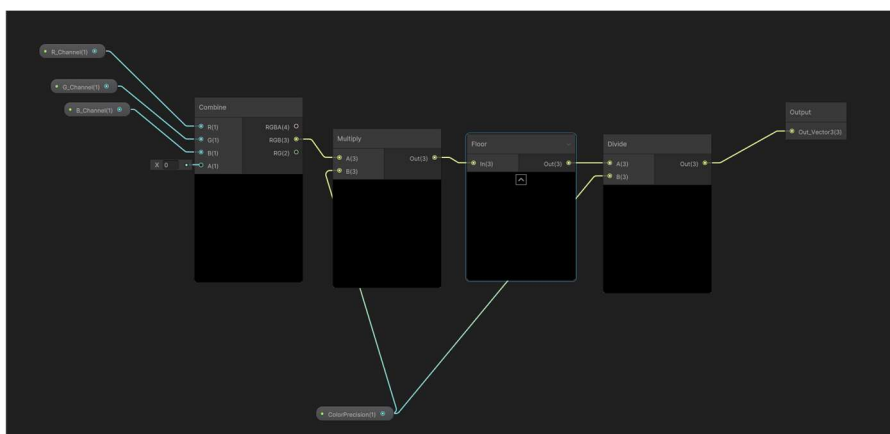 R_Channel(1)
G_Channel(1)
B_Channel(1)
Combine
R(1) RGBA(4)
G(1) RGB(3)
B(1) RG(2)
X 0 A(1)
Multiply
A(3) Out(3)
B(3)
Floor
In(3) Out(3)
Divide
A(3) Out(3)
B(3)
Output
Out_Vector3(3)
ColorPrecision(1)